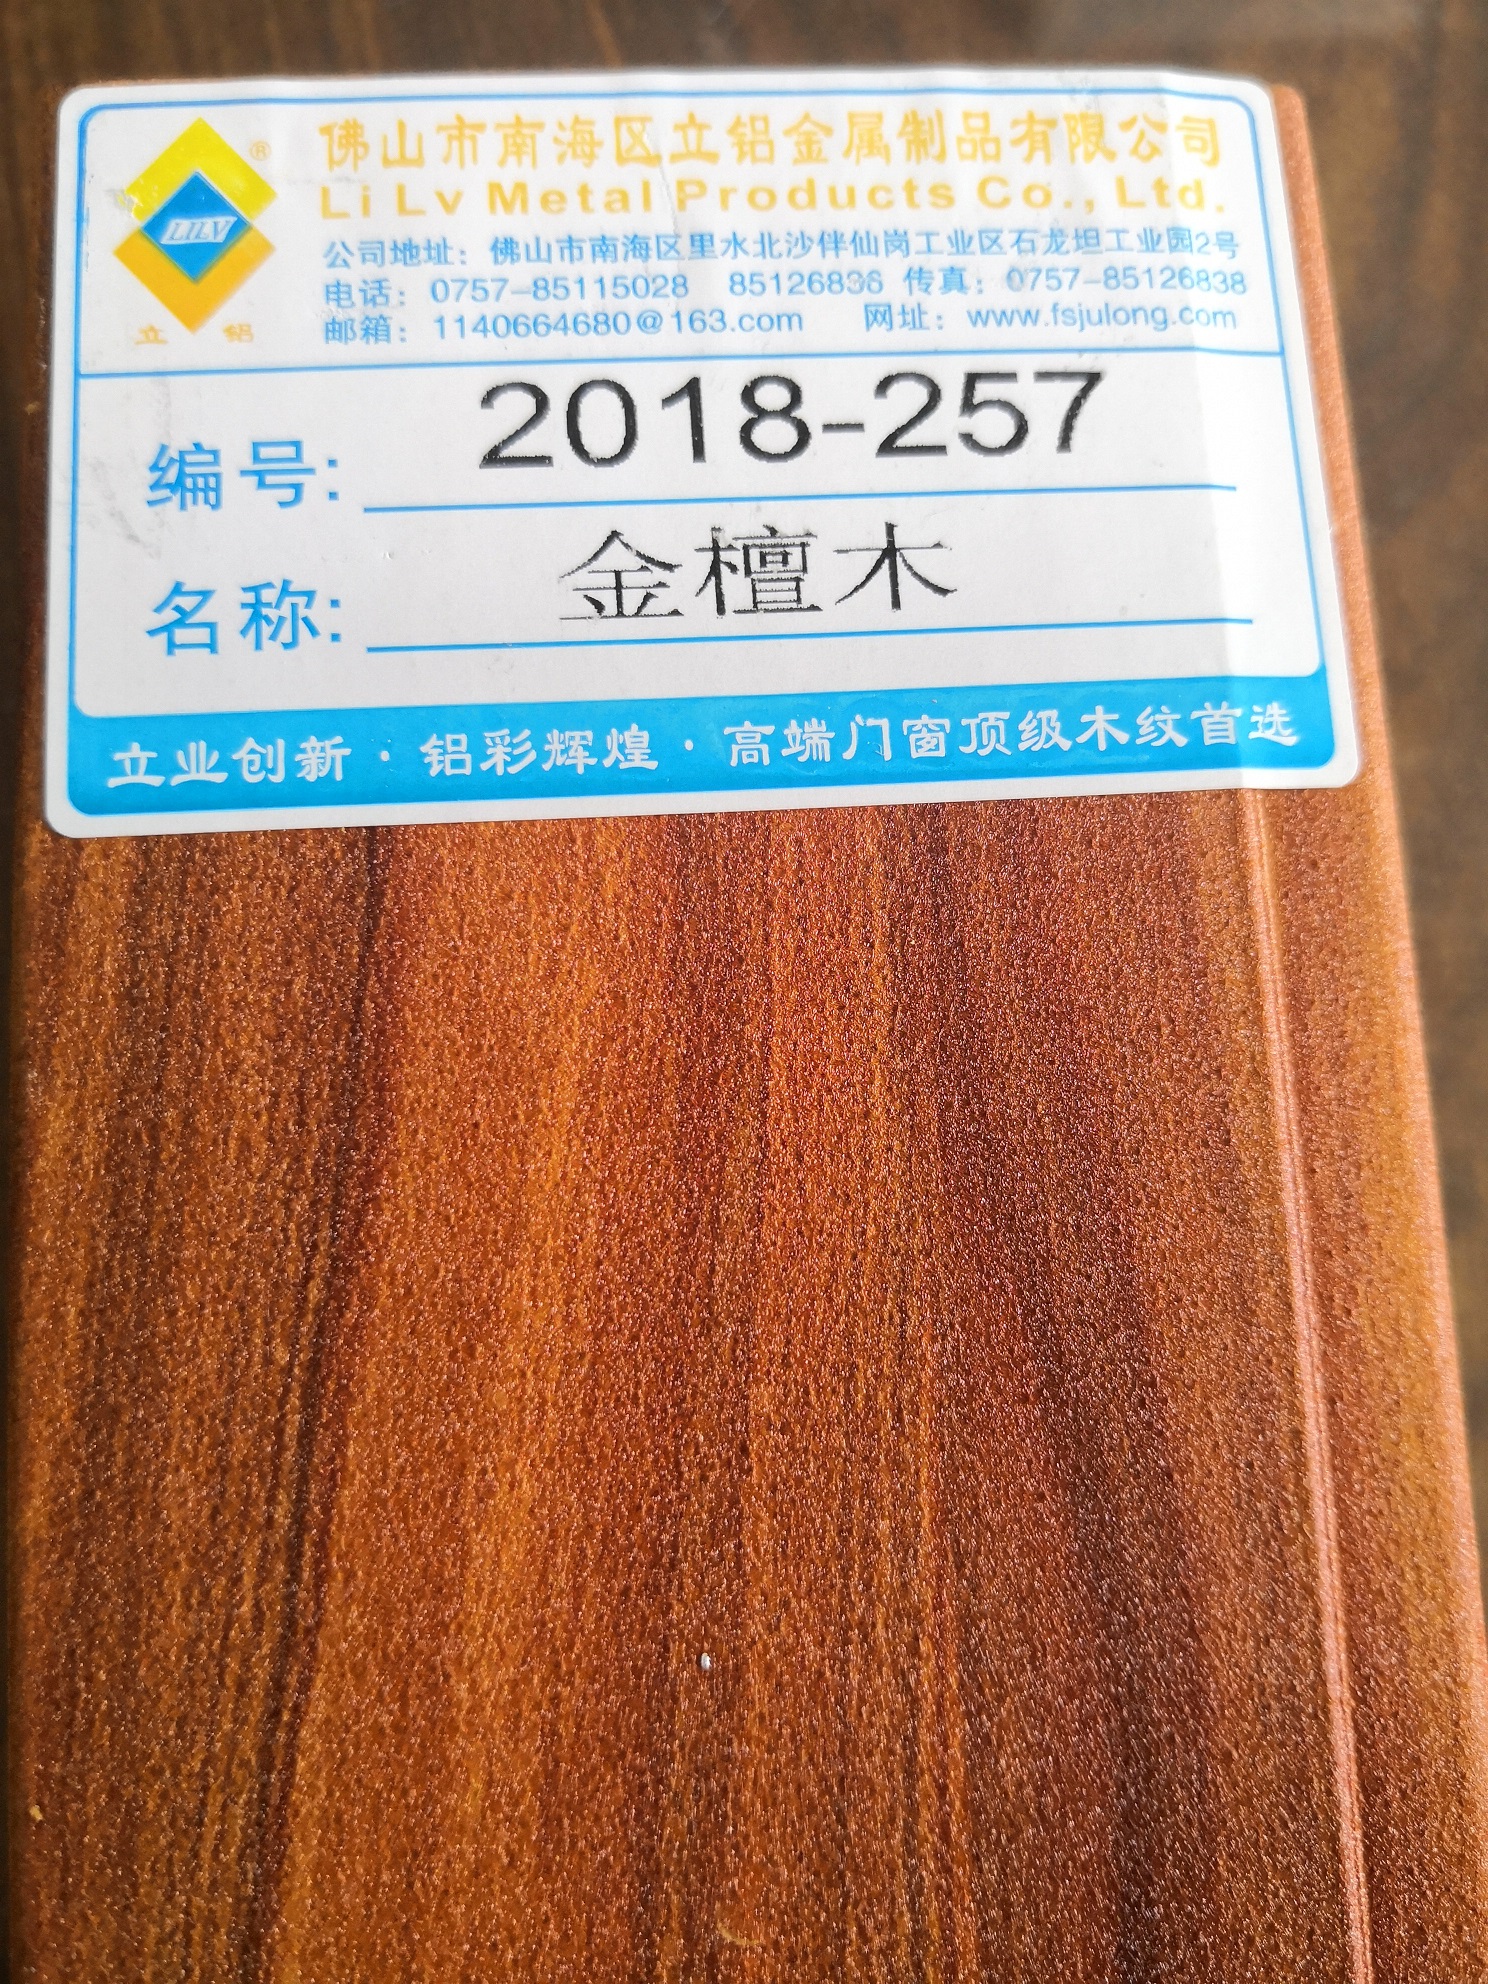 佛山市南海区立铝金属制品有限公司
Li Lv Metal Products Co., Ltd.
LILV
®
立 铝
公司地址：佛山市南海区里水北沙伴仙岗工业区石龙坦工业园2号
电话：0757-85115028 85126836 传真：0757-85126838
邮箱：1140664680@163.com 网址：www.fsjulong.com
编号: 2018-257
名称: 金檀木
立业创新·铝彩辉煌·高端门窗顶级木纹首选